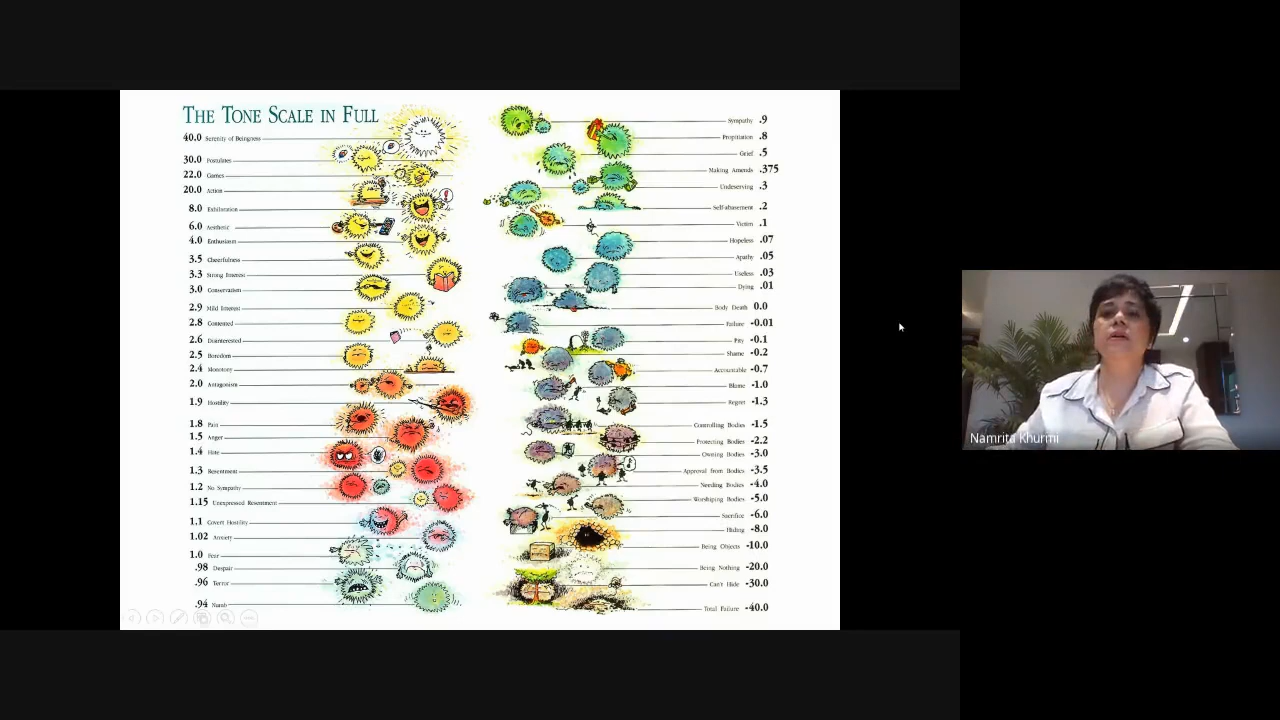 THE TONE SCALE IN FULL
40.0 Serenity of Beingness
30.0 Postulates
22.0 Games
20.0 Action
8.0 Exhilaration
6.0 Aesthetic
4.0 Enthusiasm
3.5 Cheerfulness
3.3 Strong Interest
3.0 Conservatism
2.9 Mild Interest
2.8 Contented
2.6 Disinterested
2.5 Boredom
2.4 Monotony
2.0 Antagonism
1.9 Hostility
1.8 Pain
1.5 Anger
1.4 Hate
1.3 Resentment
1.2 No Sympathy
1.15 Unexpressed Resentment
1.1 Covert Hostility
1.02 Anxiety
1.0 Fear
.98 Despair
.96 Terror
.94 Numb
Sympathy .9
Propitiation .8
Grief .5
Making Amends .375
Undeserving .3
Self-abasement .2
Victim .1
Hopeless .07
Apathy .05
Useless .03
Dying .01
Body Death 0.0
Failure -0.01
Pity -0.1
Shame -0.2
Accountable -0.7
Blame -1.0
Regret -1.3
Controlling Bodies -1.5
Protecting Bodies -2.2
Owning Bodies -3.0
Approval from Bodies -3.5
Needing Bodies -4.0
Worshiping Bodies -5.0
Sacrifice -6.0
Hiding -8.0
Being Objects -10.0
Being Nothing -20.0
Can't Hide -30.0
Total Failure -40.0
Namrita Khurmi